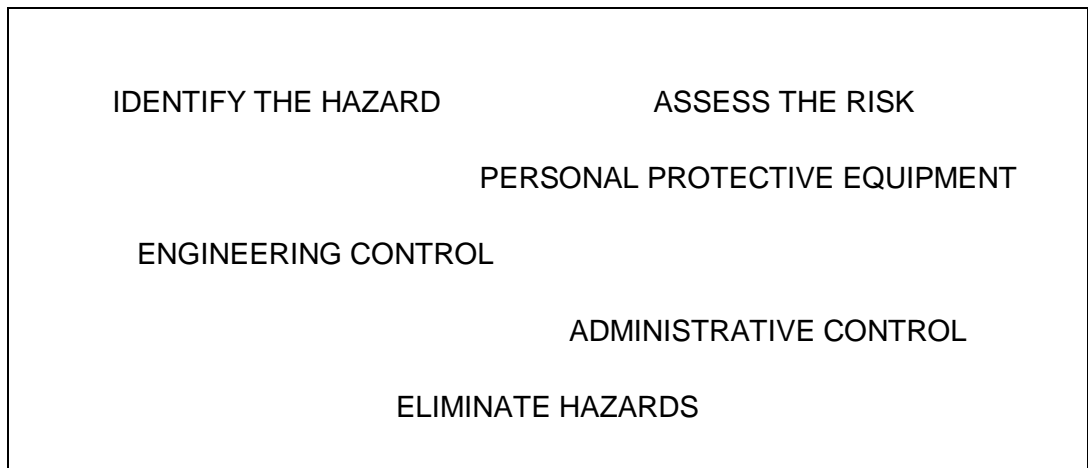 IDENTIFY THE HAZARD ASSESS THE RISK
PERSONAL PROTECTIVE EQUIPMENT
ENGINEERING CONTROL
ADMINISTRATIVE CONTROL
ELIMINATE HAZARDS